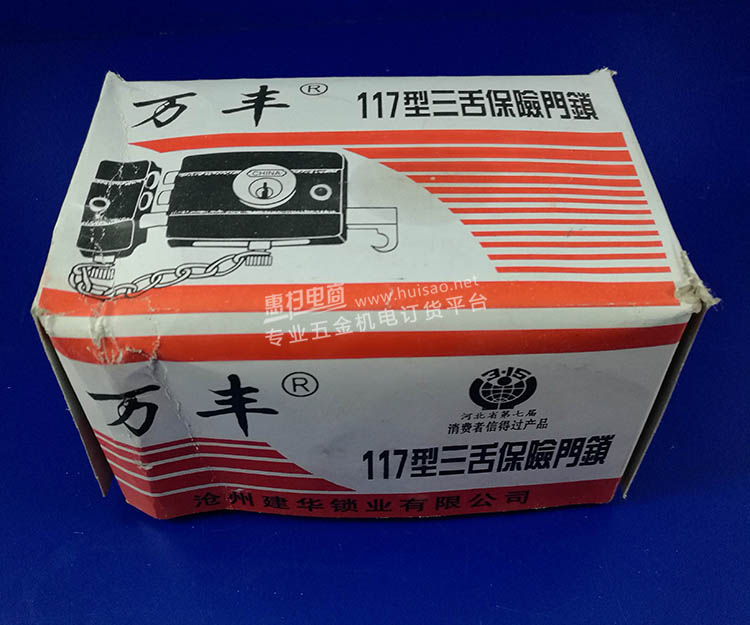 万丰®
117型三舌保險門鎖
CHINA
惠扫电商 www.huisao.net
专业五金机电订货平台
万丰®
3·15
河北省第七届
消费者信得过产品
117型三舌保險門鎖
沧州建华锁业有限公司